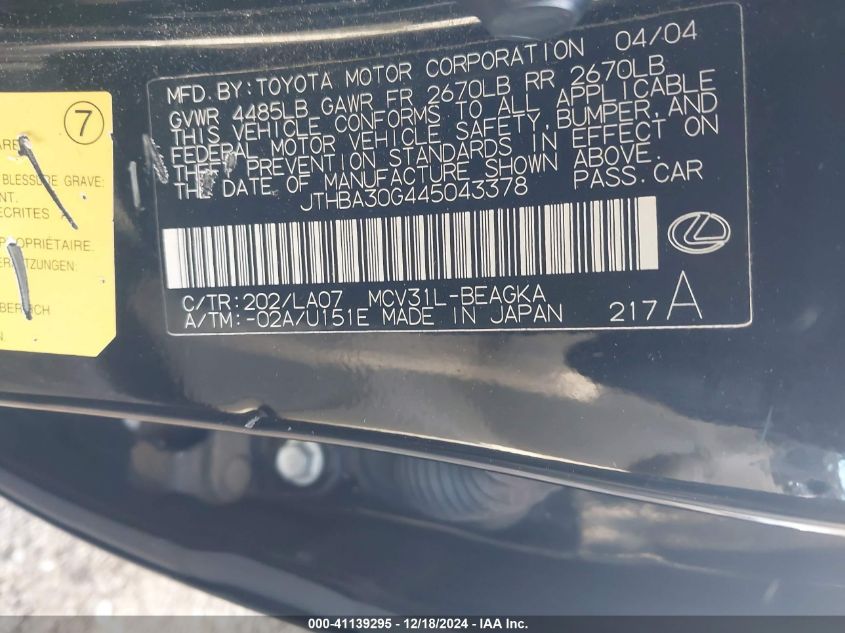 MFD. BY: TOYOTA MOTOR CORPORATION 04/04
GVWR 4485LB GAWR FR 2670LB RR 2670LB
THIS VEHICLE CONFORMS TO ALL APPLICABLE
FEDERAL MOTOR VEHICLE SAFETY, BUMPER, AND
THEFT PREVENTION STANDARDS IN EFFECT ON
THE DATE OF MANUFACTURE SHOWN ABOVE.
JTHBA30G445043378 PASS. CAR
C/TR: 202/LA07 MCV31L-BEAGKA
A/TM: -02A/U151E MADE IN JAPAN 217 A
7
BLESSURE GRAVE:
PROPRIÉTAIRE.
000-41139295 - 12/18/2024 - IAA Inc.